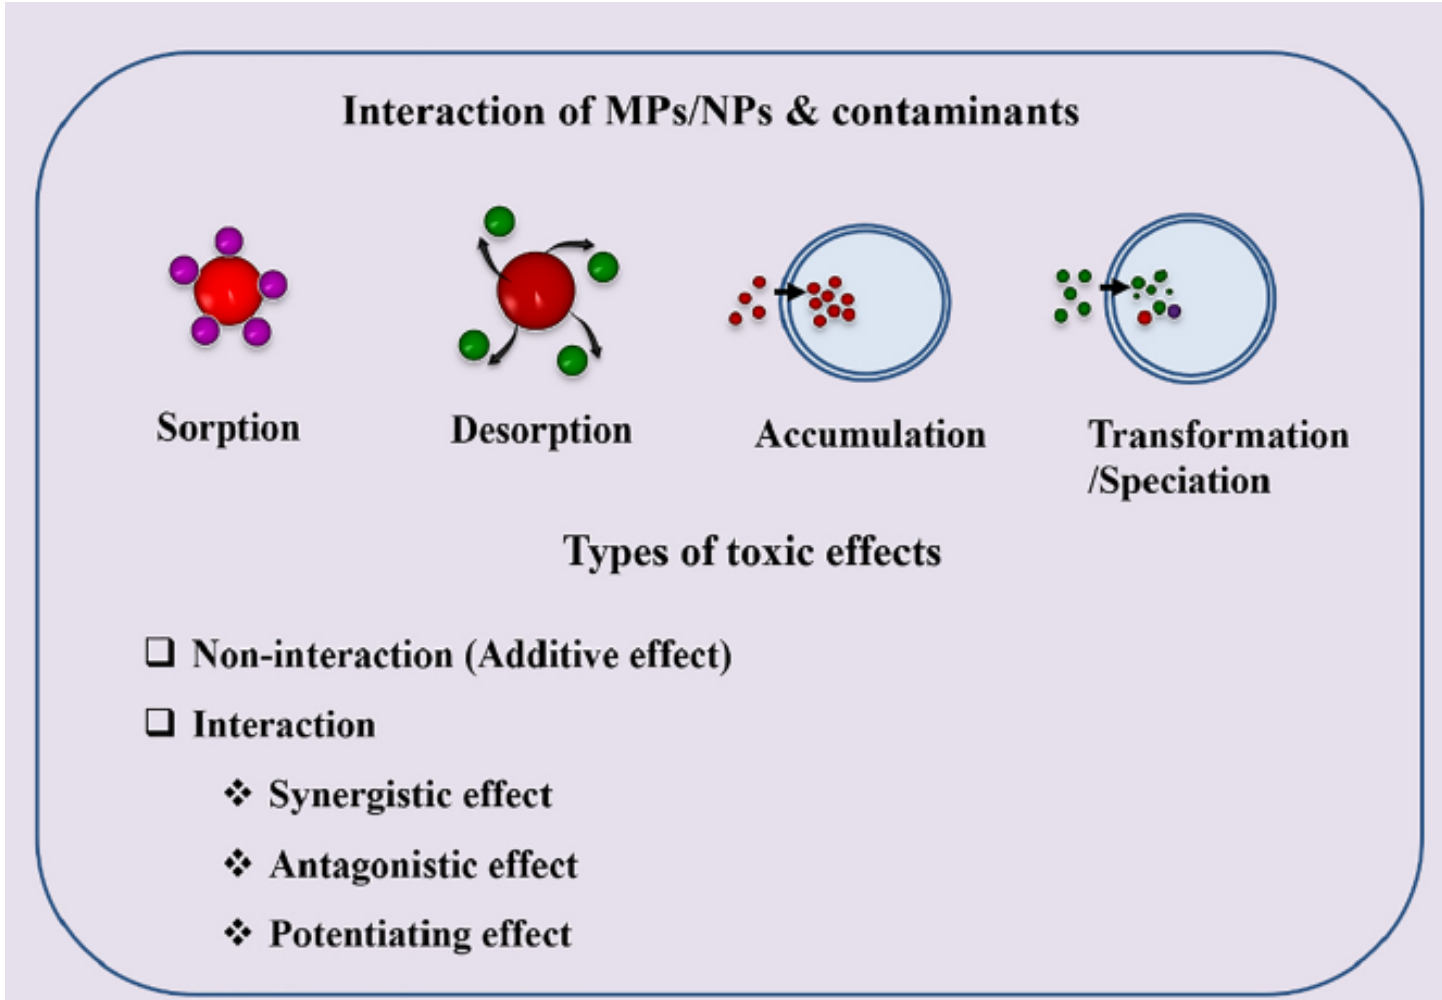 Interaction of MPs/NPs & contaminants
Sorption
Desorption
Accumulation
Transformation
/Speciation
Types of toxic effects
Non-interaction (Additive effect)
Interaction
Synergistic effect
Antagonistic effect
Potentiating effect